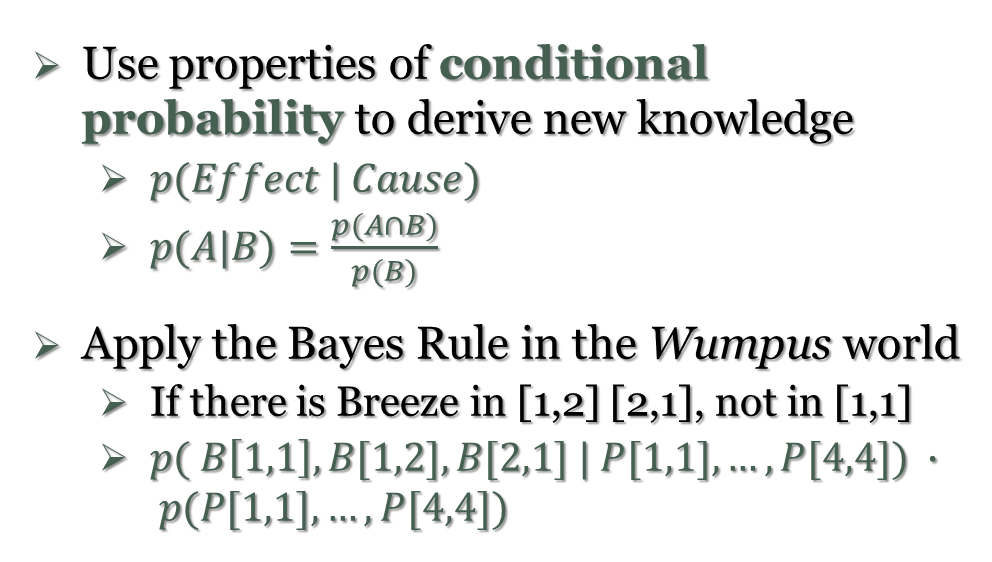 ➢ Use properties of conditional
probability to derive new knowledge
➢ p(Effect | Cause)
➢ p(A|B) = p(A∩B) / p(B)
➢ Apply the Bayes Rule in the Wumpus world
➢ If there is Breeze in [1,2] [2,1], not in [1,1]
➢ p( B[1,1], B[1,2], B[2,1] | P[1,1], … , P[4,4]) ·
p(P[1,1], … , P[4,4])